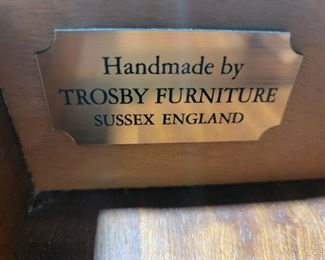 Handmade by
TROSBY FURNITURE
SUSSEX ENGLAND